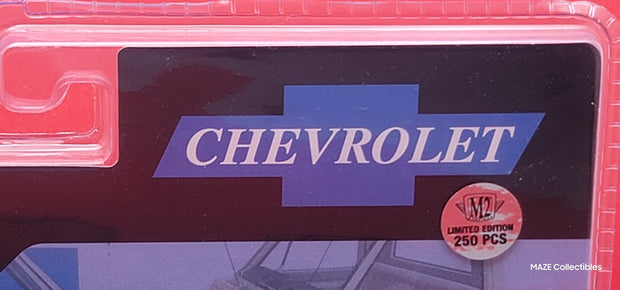 CHEVROLET
M2
LIMITED EDITION
250 PCS
MAZE Collectibles